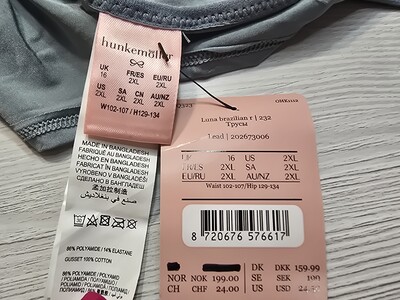 hunkemöller
UK FR/ES EU/RU
16 2XL 2XL
US SA CN AU/NZ
2XL 2XL 2XL 2XL
W102-107/ H129-134
MADE IN BANGLADESH
FABRIQUÉ AU BANGLADESH
HECHO EN BANGLADESH
FABRICAT ÎN BANGLADESH
VYROBENO V BANGLADÉŠI
СДЕЛАНО В БАНГЛАДЕШ
孟加拉制造
صنع في بنغلاديش
86% POLYAMIDE / 14% ELASTANE
GUSSET 100% COTTON
86% POLYAMID /
Luna brazilian r | 232
Трусы
Lead | 202673006
UK 16 US 2XL
FR/ES 2XL SA 2XL
EU/RU 2XL AU/NZ 2XL
Waist 102-107/Hip 129-134
8 720676 576617
NOR NOK 199.00 DK DKK 159.99
CH CHF 24.00 SE SEK
US USD